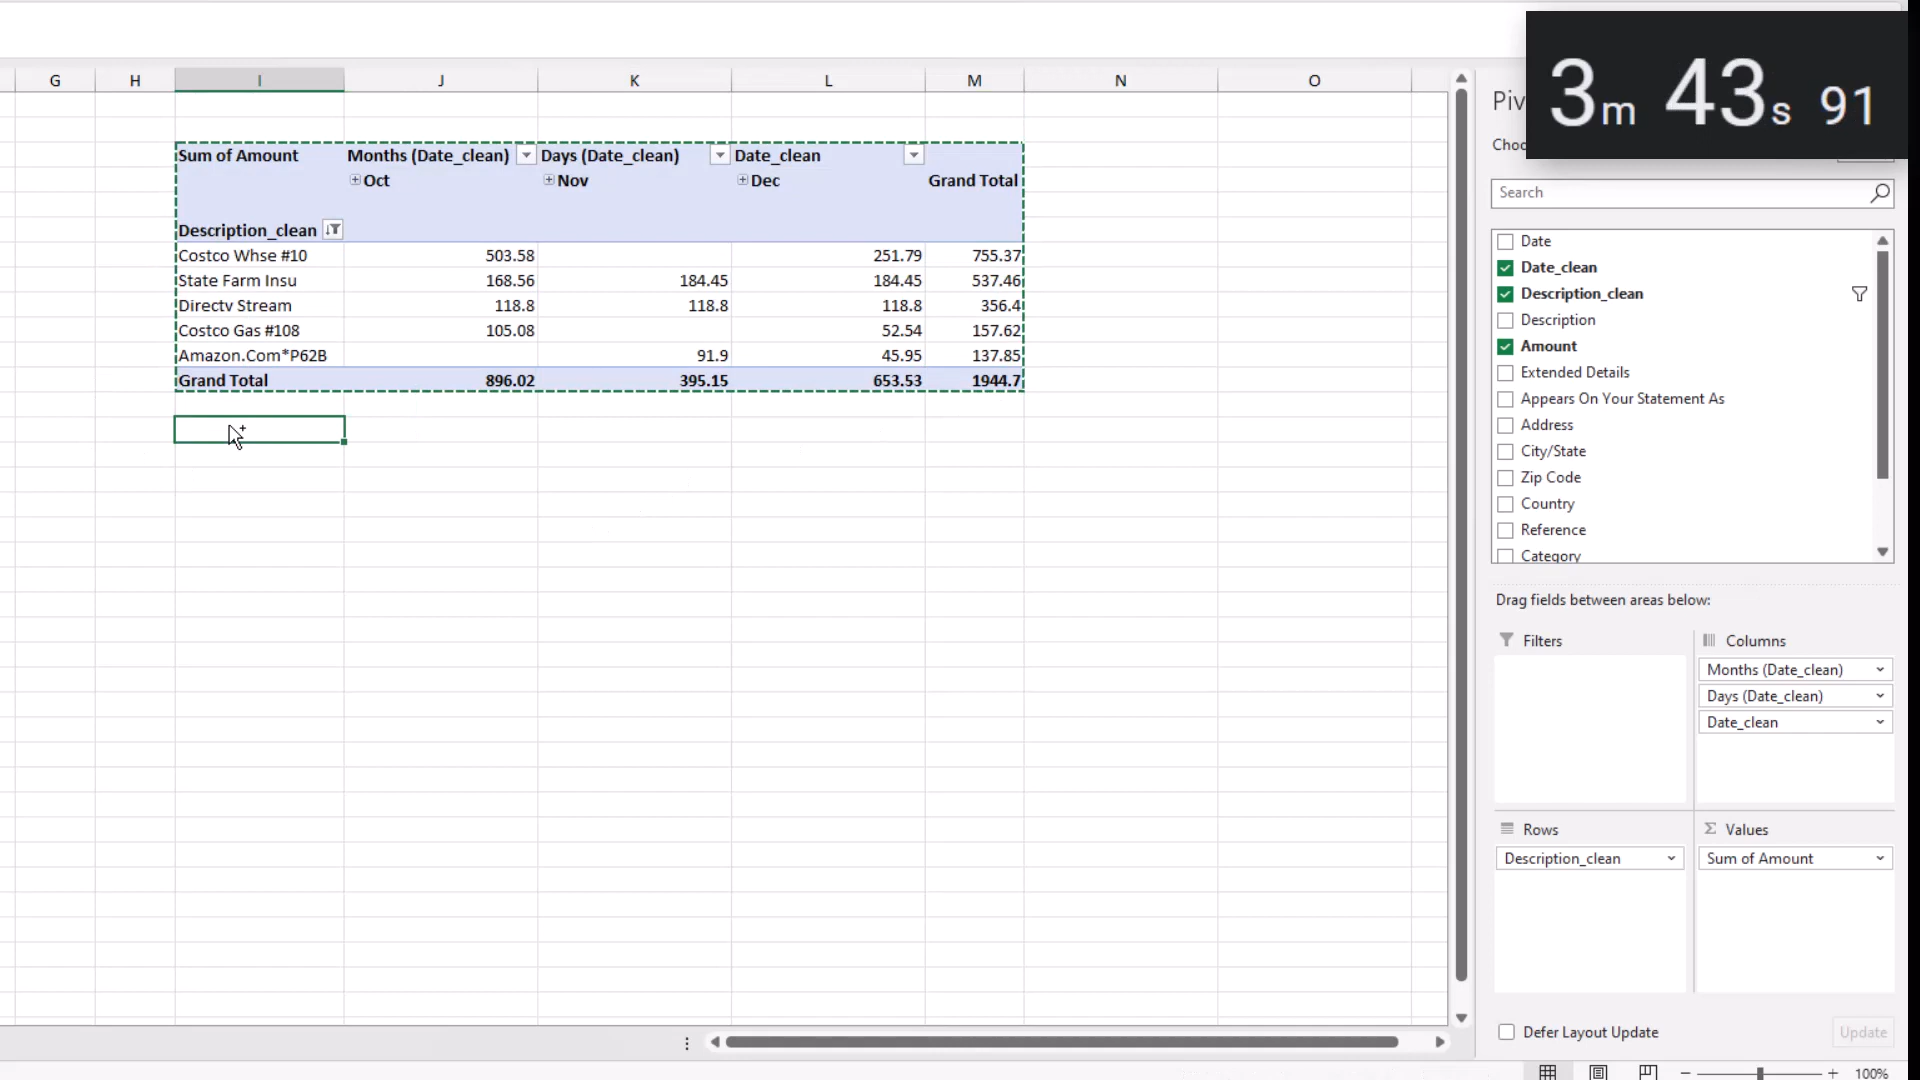 3m 43s 91
G H I J K L M N O
Piv
Choo
Search
Sum of Amount Months (Date_clean) Days (Date_clean) Date_clean
Oct Nov Dec Grand Total
Description_clean
Costco Whse #10 503.58 251.79 755.37
State Farm Insu 168.56 184.45 184.45 537.46
Directv Stream 118.8 118.8 118.8 356.4
Costco Gas #108 105.08 52.54 157.62
Amazon.Com*P62B 91.9 45.95 137.85
Grand Total 896.02 395.15 653.53 1944.7
Date
Date_clean
Description_clean
Description
Amount
Extended Details
Appears On Your Statement As
Address
City/State
Zip Code
Country
Reference
Category
Drag fields between areas below:
Filters
Columns
Months (Date_clean)
Days (Date_clean)
Date_clean
Rows
Description_clean
Σ Values
Sum of Amount
Defer Layout Update
Update
100%